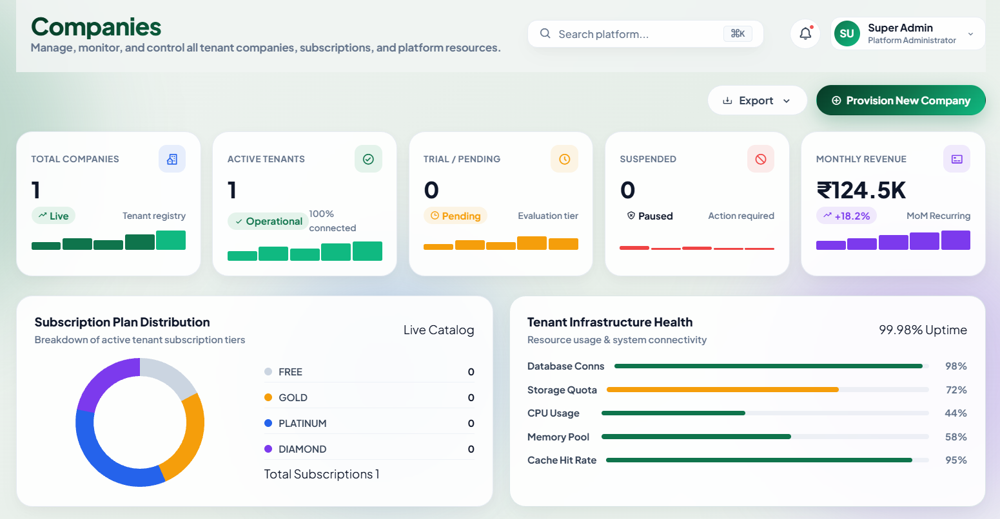 Companies
Manage, monitor, and control all tenant companies, subscriptions, and platform resources.
Search platform...
⌘K
SU
Super Admin
Platform Administrator
Export
Provision New Company
TOTAL COMPANIES
1
Live
Tenant registry
ACTIVE TENANTS
1
Operational
100%
connected
TRIAL / PENDING
0
Pending
Evaluation tier
SUSPENDED
0
Paused
Action required
MONTHLY REVENUE
₹124.5K
+18.2%
MoM Recurring
Subscription Plan Distribution
Breakdown of active tenant subscription tiers
Live Catalog
FREE 0
GOLD 0
PLATINUM 0
DIAMOND 0
Total Subscriptions 1
Tenant Infrastructure Health
Resource usage & system connectivity
99.98% Uptime
Database Conns 98%
Storage Quota 72%
CPU Usage 44%
Memory Pool 58%
Cache Hit Rate 95%